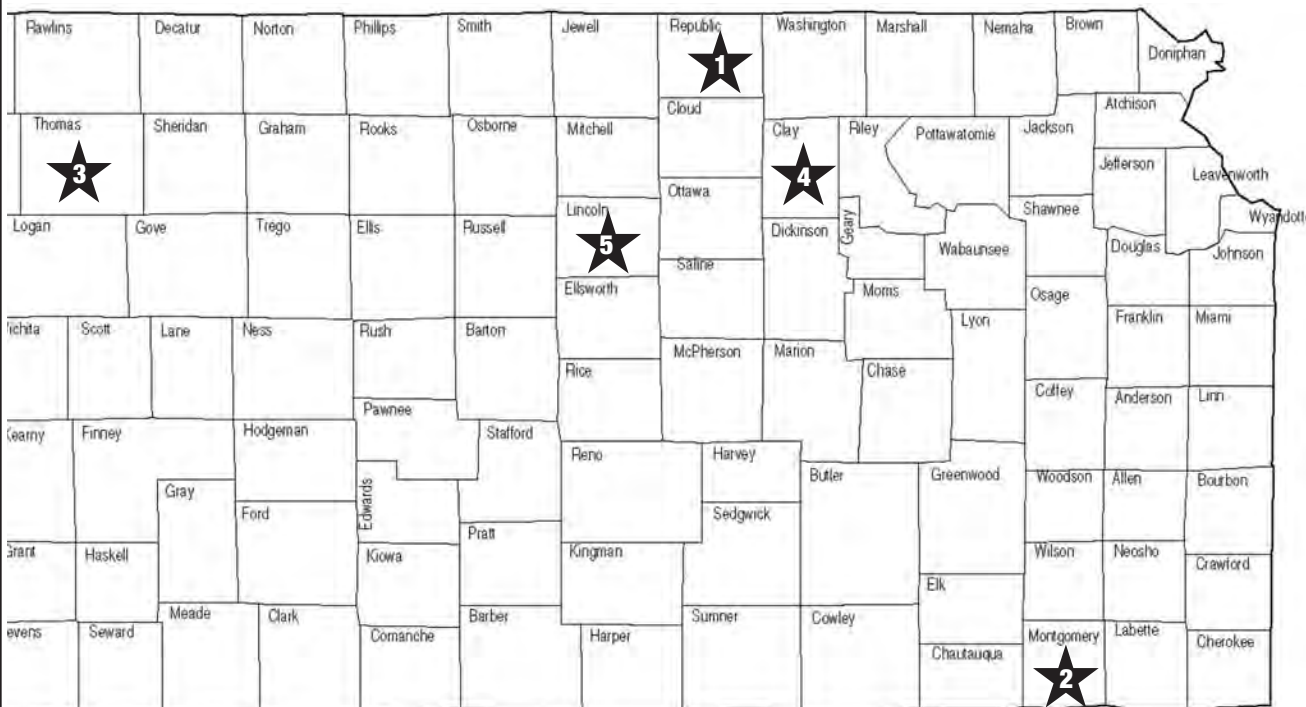 Rawlins Decatur Norton Phillips Smith Jewell Republic Washington Marshall Nemaha Brown
Doniphan
1
Cloud Atchison
Thomas Sheridan Graham Rooks Osborne Mitchell Clay Riley Pottawatomie Jackson
3 4
Jefferson Leavenworth
Ottawa
Lincoln Shawnee Wyandott
Logan Gove Trego Ellis Russell Dickinson Geary Wabaunsee Douglas Johnson
5
Saline
Ellsworth Morris Osage
Franklin Miami
ichita Scott Lane Ness Rush Barton Lyon
McPherson Marion
Rice Chase
Coffey Anderson Linn
Pawnee
earny Finney Hodgeman Stafford
Reno Harvey
Butler Greenwood Woodson Allen Bourbon
Gray Edwards
Ford Sedgwick
Pratt
Grant Haskell Kiowa Kingman Wilson Neosho
Crawford
Elk
Meade Clark Barber Sumner Cowley
evens Seward Comanche Harper Montgomery Labette
Cherokee
Chautauqua
2